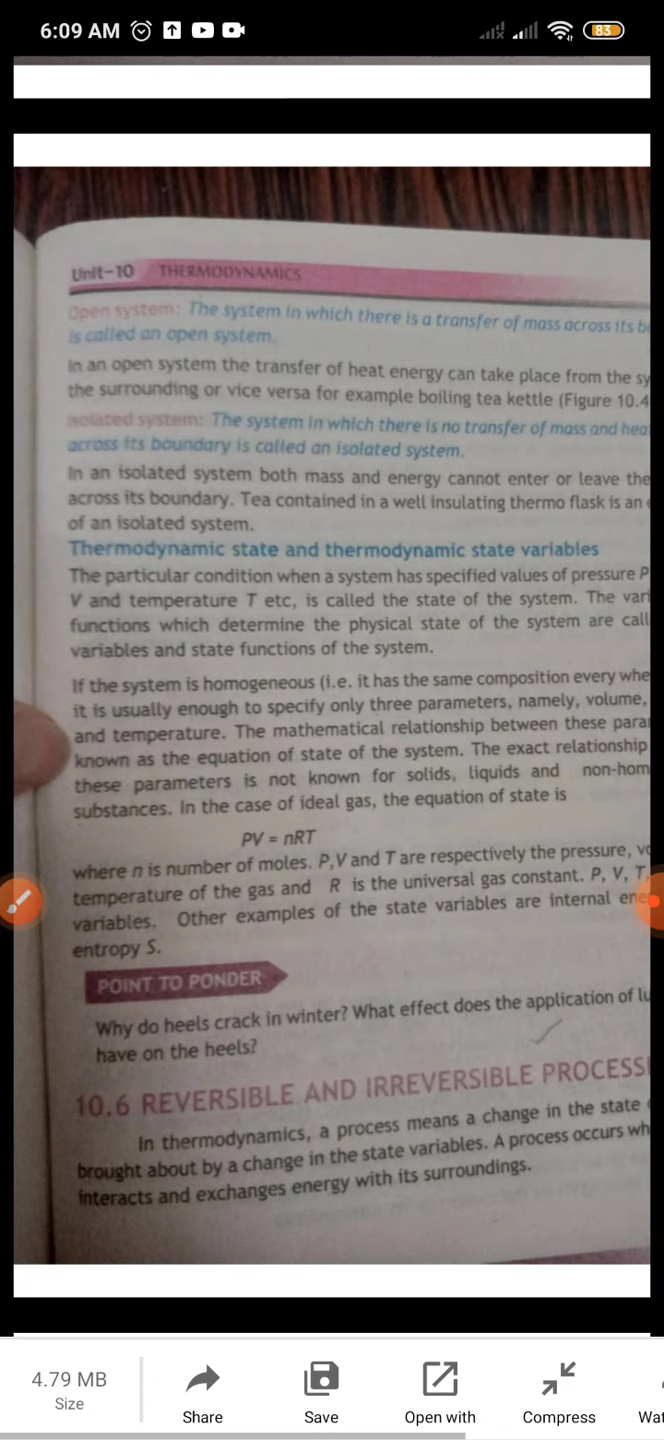 6:09 AM
83
Unit-10 THERMODYNAMICS
Open system: The system in which there is a transfer of mass across its
is called an open system.
In an open system the transfer of heat energy can take place from the
the surrounding or vice versa for example boiling tea kettle (Figure 10.4
Isolated system: The system in which there is no transfer of mass and
across its boundary is called an isolated system.
In an isolated system both mass and energy cannot enter or leave the
across its boundary. Tea contained in a well insulating thermo flask is an
of an isolated system.
Thermodynamic state and thermodynamic state variables
The particular condition when a system has specified values of pressure P
V and temperature T etc, is called the state of the system. The
functions which determine the physical state of the system are
variables and state functions of the system.
If the system is homogeneous (i.e. it has the same composition every
it is usually enough to specify only three parameters, namely, volume,
and temperature. The mathematical relationship between these
known as the equation of state of the system. The exact relationship
these parameters is not known for solids, liquids and
substances. In the case of ideal gas, the equation of state is
PV = nRT
where n is number of moles. P,V and T are respectively the pressure,
temperature of the gas and R is the universal gas constant. P, V, T,
variables. Other examples of the state variables are internal
entropy S.
POINT TO PONDER
Why do heels crack in winter? What effect does the application of
have on the heels?
10.6 REVERSIBLE AND IRREVERSIBLE
In thermodynamics, a process means a change in the state
brought about by a change in the state variables. A process occurs
interacts and exchanges energy with its surroundings.
4.79 MB
Size
Share
Save
Open with
Compress